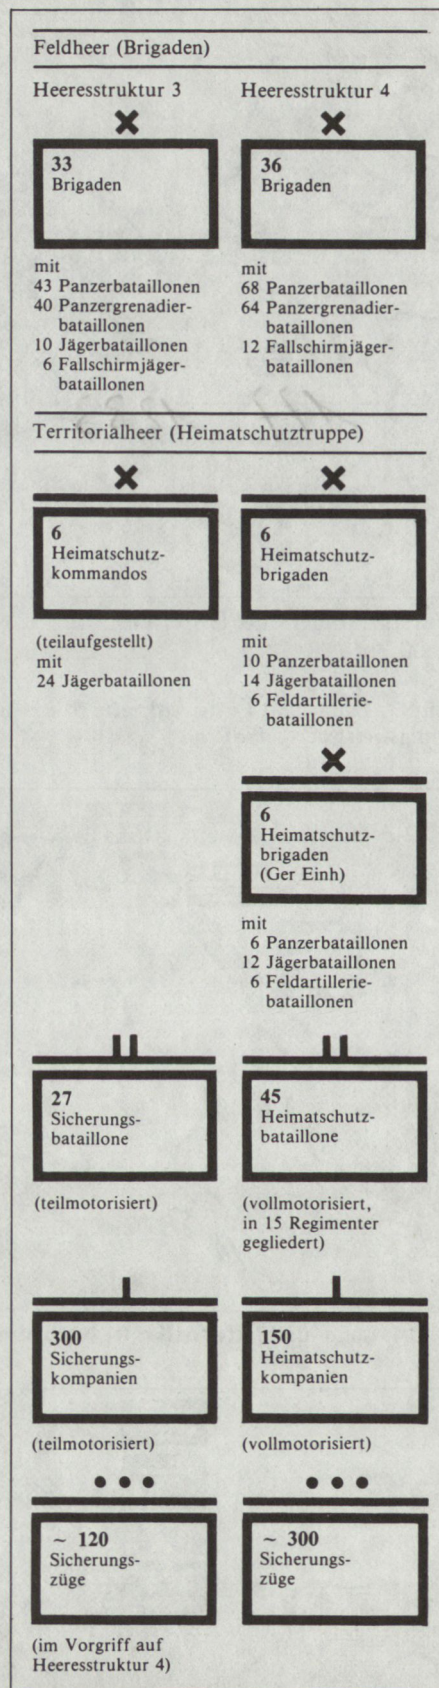 Feldheer (Brigaden)
Heeresstruktur 3
33
Brigaden
mit
43 Panzerbataillonen
40 Panzergrenadier-
bataillonen
10 Jägerbataillonen
6 Fallschirmjäger-
bataillonen
Heeresstruktur 4
36
Brigaden
mit
68 Panzerbataillonen
64 Panzergrenadier-
bataillonen
12 Fallschirmjäger-
bataillonen
Territorialheer (Heimatschutztruppe)
6
Heimatschutz-
kommandos
(teilaufgestellt)
mit
24 Jägerbataillonen
6
Heimatschutz-
brigaden
mit
10 Panzerbataillonen
14 Jägerbataillonen
6 Feldartillerie-
bataillonen
6
Heimatschutz-
brigaden
(Ger Einh)
mit
6 Panzerbataillonen
12 Jägerbataillonen
6 Feldartillerie-
bataillonen
27
Sicherungs-
bataillone
(teilmotorisiert)
45
Heimatschutz-
bataillone
(vollmotorisiert,
in 15 Regimenter
gegliedert)
300
Sicherungs-
kompanien
(teilmotorisiert)
150
Heimatschutz-
kompanien
(vollmotorisiert)
~ 120
Sicherungs-
züge
(im Vorgriff auf
Heeresstruktur 4)
~ 300
Sicherungs-
züge